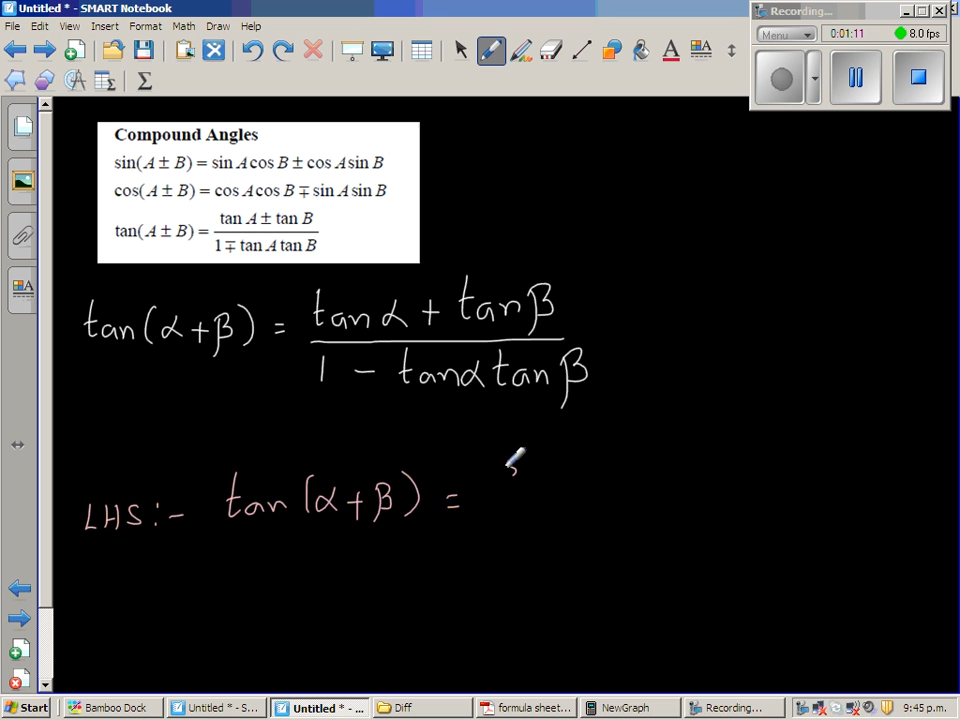 Untitled * - SMART Notebook
Recording...
File Edit View Insert Format Math Draw Help
Menu 0:01:11 8.0 fps
Compound Angles
sin(A ± B) = sin A cos B ± cos A sin B
cos(A ± B) = cos A cos B ∓ sin A sin B
tan(A ± B) = tan A ± tan B
1 ∓ tan A tan B
tan(α+β) = tanα + tanβ
1 - tanα tanβ
LHS:- tan(α+β) =
Start Bamboo Dock Untitled * - S... Untitled * - ... Diff formula sheet... NewGraph Recording... 9:45 p.m.